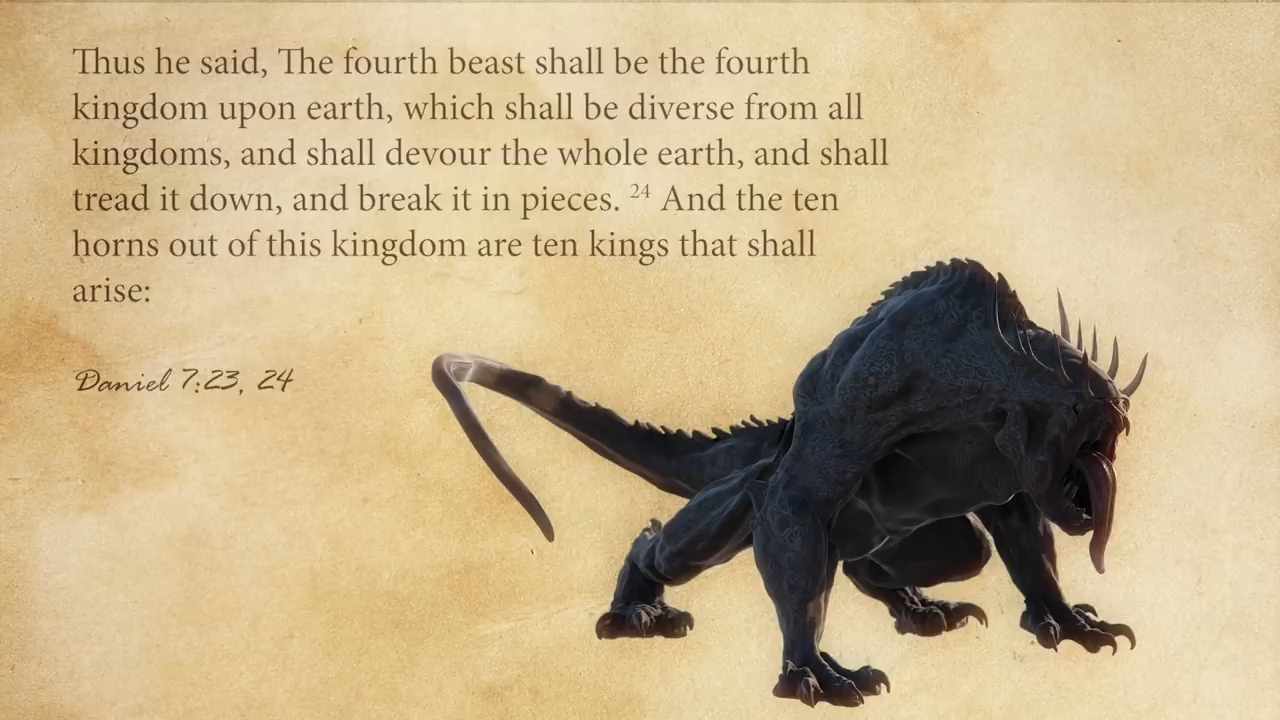 Thus he said, The fourth beast shall be the fourth
kingdom upon earth, which shall be diverse from all
kingdoms, and shall devour the whole earth, and shall
tread it down, and break it in pieces. 24 And the ten
horns out of this kingdom are ten kings that shall
arise:
Daniel 7:23, 24